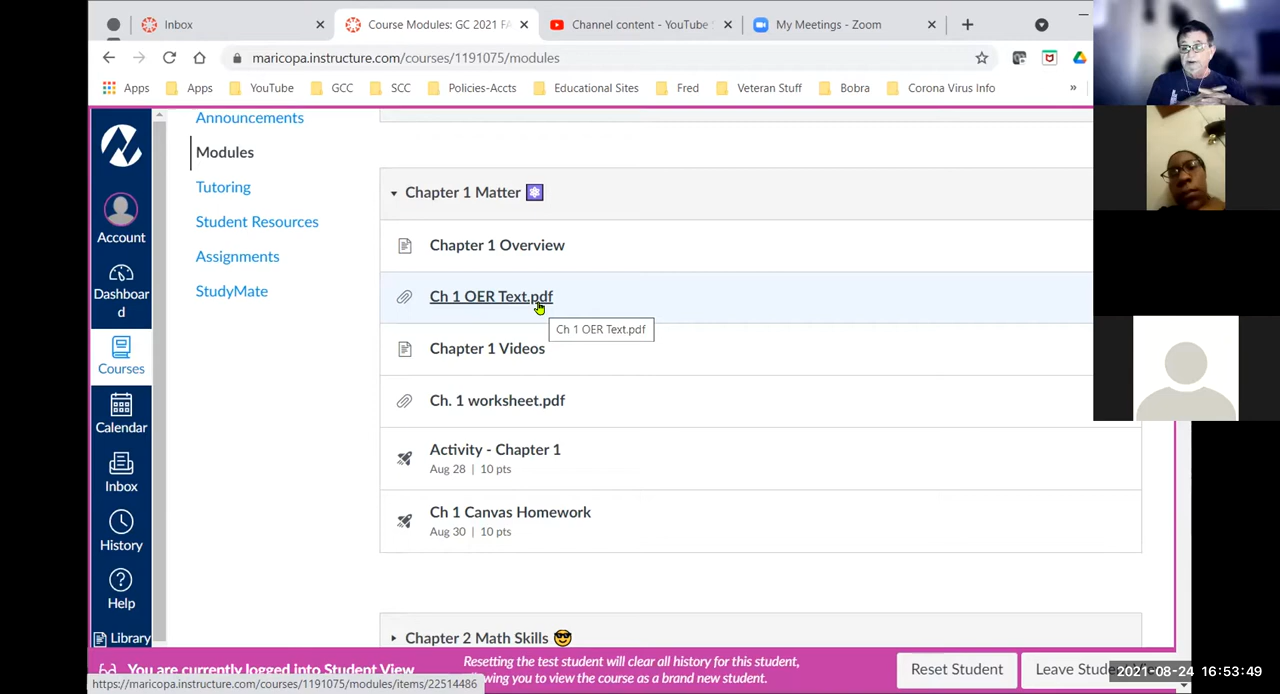 Inbox
Course Modules: GC 2021 FA
Channel content - YouTube S
My Meetings - Zoom
maricopa.instructure.com/courses/1191075/modules
Apps
Apps
YouTube
GCC
SCC
Policies-Accts
Educational Sites
Fred
Veteran Stuff
Bobra
Corona Virus Info
»
Account
Dashboar
d
Courses
Calendar
Inbox
History
Help
Library
Announcements
Modules
Tutoring
Student Resources
Assignments
StudyMate
Chapter 1 Matter
Chapter 1 Overview
Ch 1 OER Text.pdf
Ch 1 OER Text.pdf
Chapter 1 Videos
Ch. 1 worksheet.pdf
Activity - Chapter 1
Aug 28 | 10 pts
Ch 1 Canvas Homework
Aug 30 | 10 pts
Chapter 2 Math Skills 😎
You are currently logged into Student View
Resetting the test student will clear all history for this student,
wing you to view the course as a brand new student.
Reset Student
Leave Stude
2021-08-24 16:53:49
https://maricopa.instructure.com/courses/1191075/modules/items/22514486